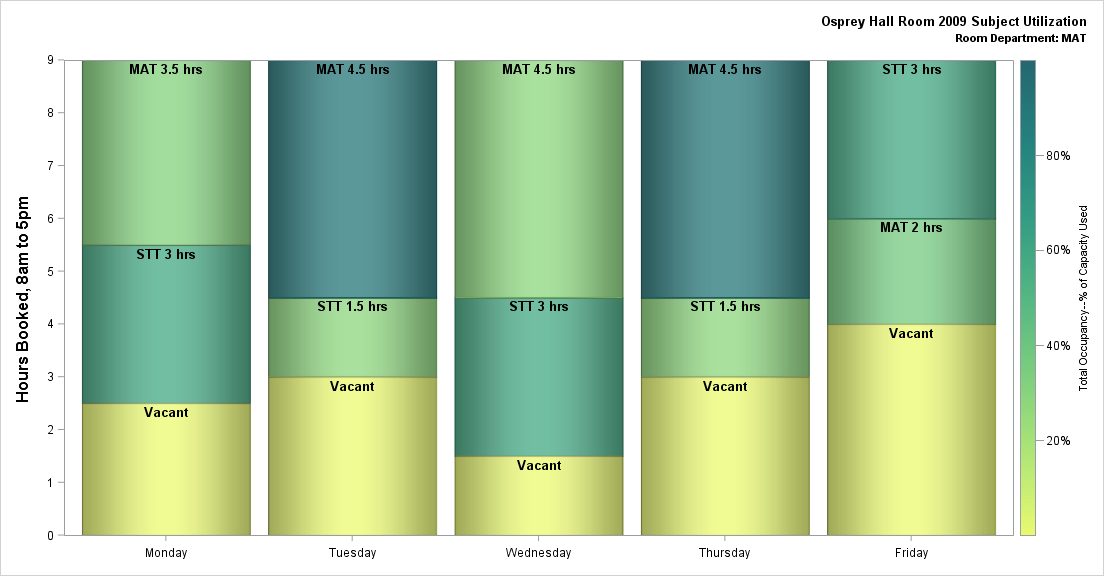 Osprey Hall Room 2009 Subject Utilization
Room Department: MAT
Hours Booked, 8am to 5pm
9
8
7
6
5
4
3
2
1
0
MAT 3.5 hrs
STT 3 hrs
Vacant
MAT 4.5 hrs
STT 1.5 hrs
Vacant
MAT 4.5 hrs
STT 3 hrs
Vacant
MAT 4.5 hrs
STT 1.5 hrs
Vacant
STT 3 hrs
MAT 2 hrs
Vacant
Monday
Tuesday
Wednesday
Thursday
Friday
80%
60%
40%
20%
Total Occupancy--% of Capacity Used